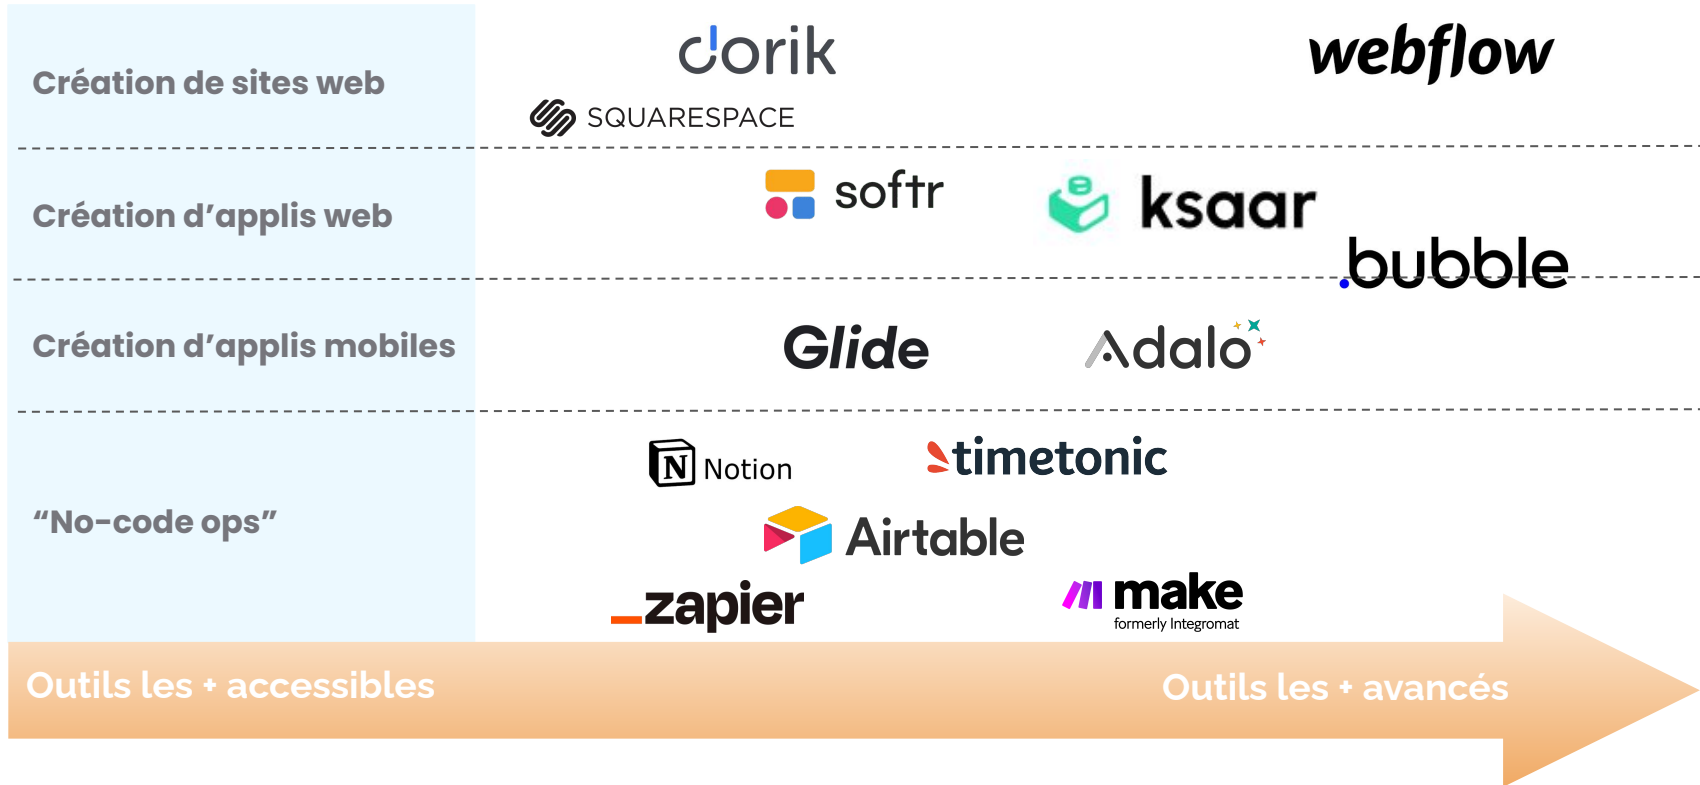 Création de sites web
dorik
webflow
SQUARESPACE
Création d’applis web
softr
ksaar
.bubble
Création d’applis mobiles
Glide
Adalo
“No-code ops”
N Notion
timetonic
Airtable
_zapier
make
formerly Integromat
Outils les + accessibles
Outils les + avancés